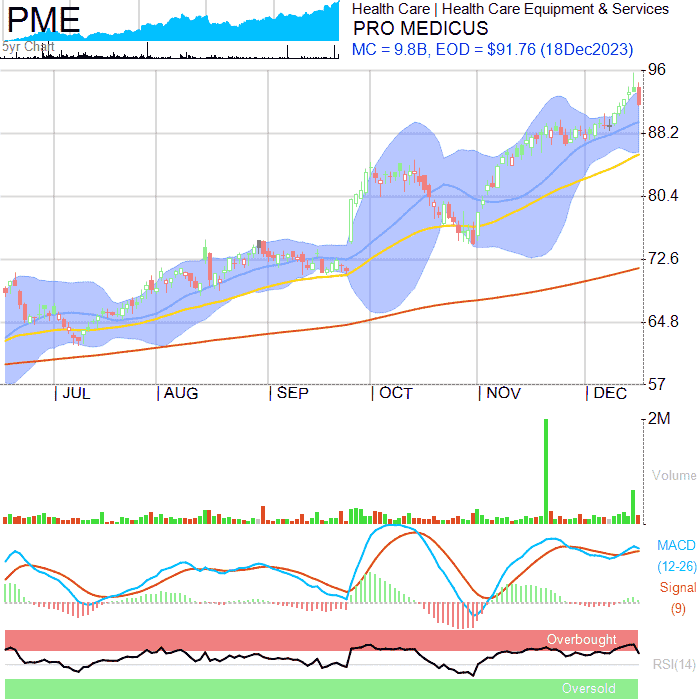 PME
5yr Chart
Health Care | Health Care Equipment & Services
PRO MEDICUS
MC = 9.8B, EOD = $91.76 (18Dec2023)
96
88.2
80.4
72.6
64.8
57
| JUL | AUG | SEP | OCT | NOV | DEC
2M
Volume
MACD
(12-26)
Signal
(9)
Overbought
RSI(14)
Oversold